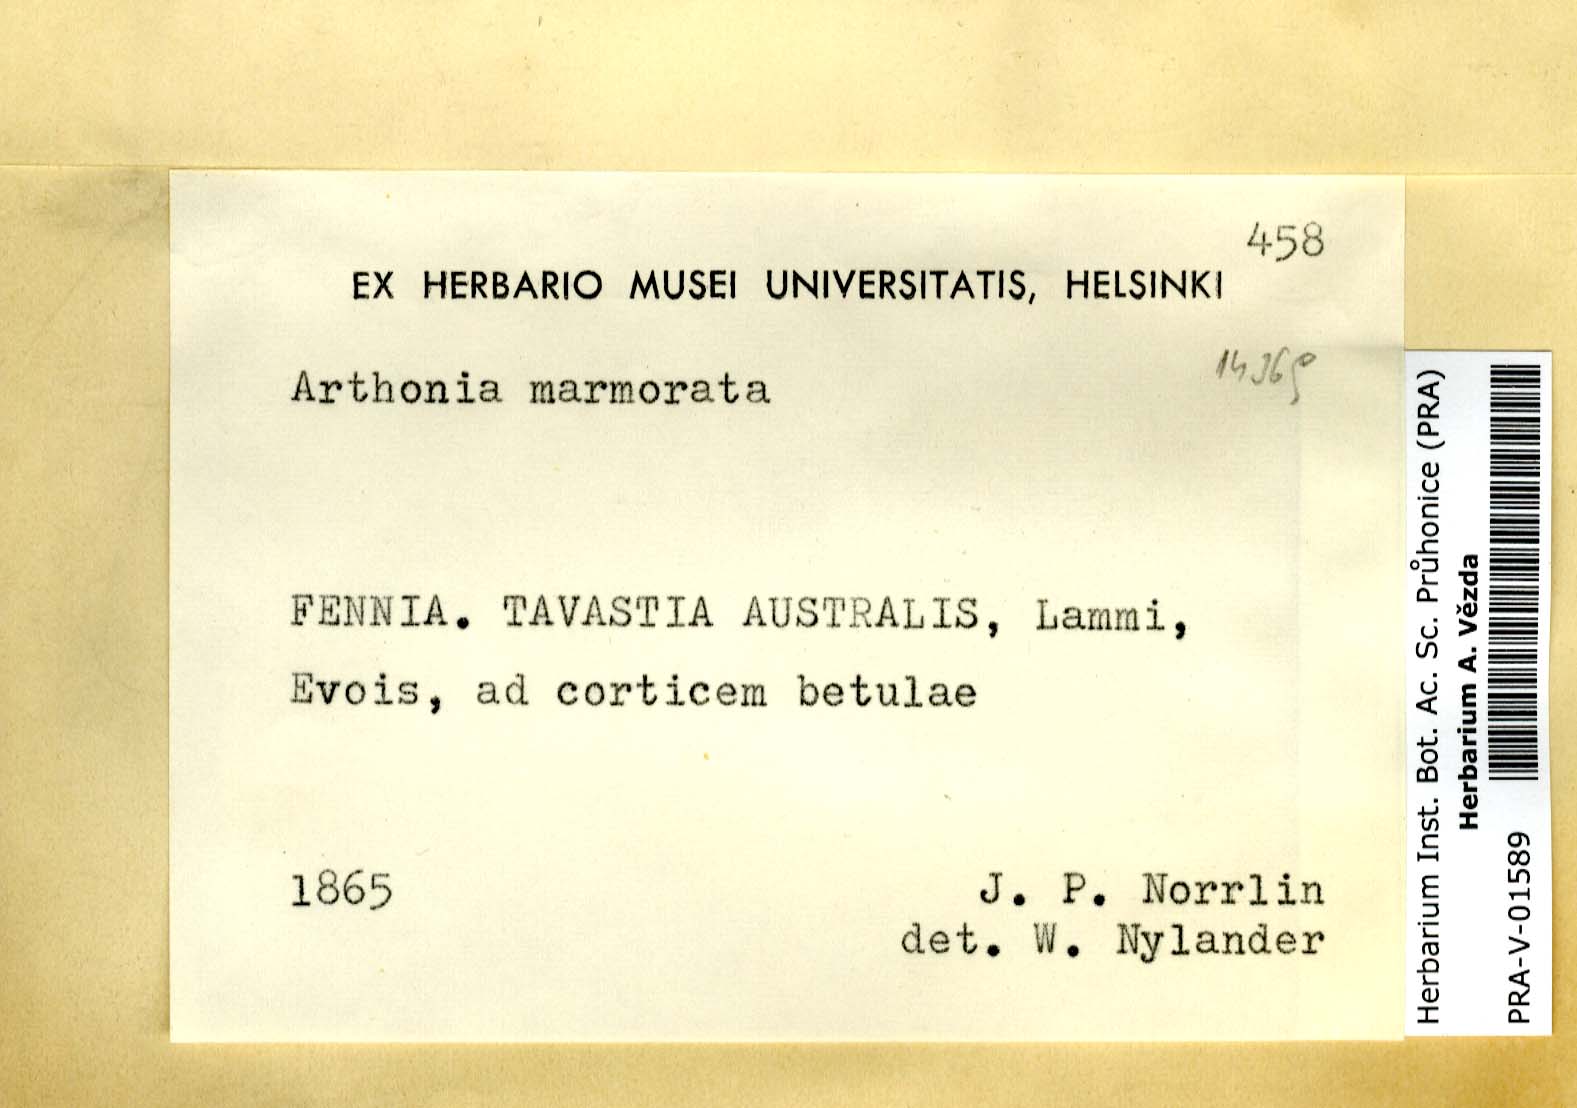 458
EX HERBARIO MUSEI UNIVERSITATIS, HELSINKI
Arthonia marmorata
FENNIA. TAVASTIA AUSTRALIS, Lammi,
Evois, ad corticem betulae
1865
J. P. Norrlin
det. W. Nylander
Herbarium Inst. Bot. Ac. Sc. Průhonice (PRA)
Herbarium A. Vězda
PRA-V-01589